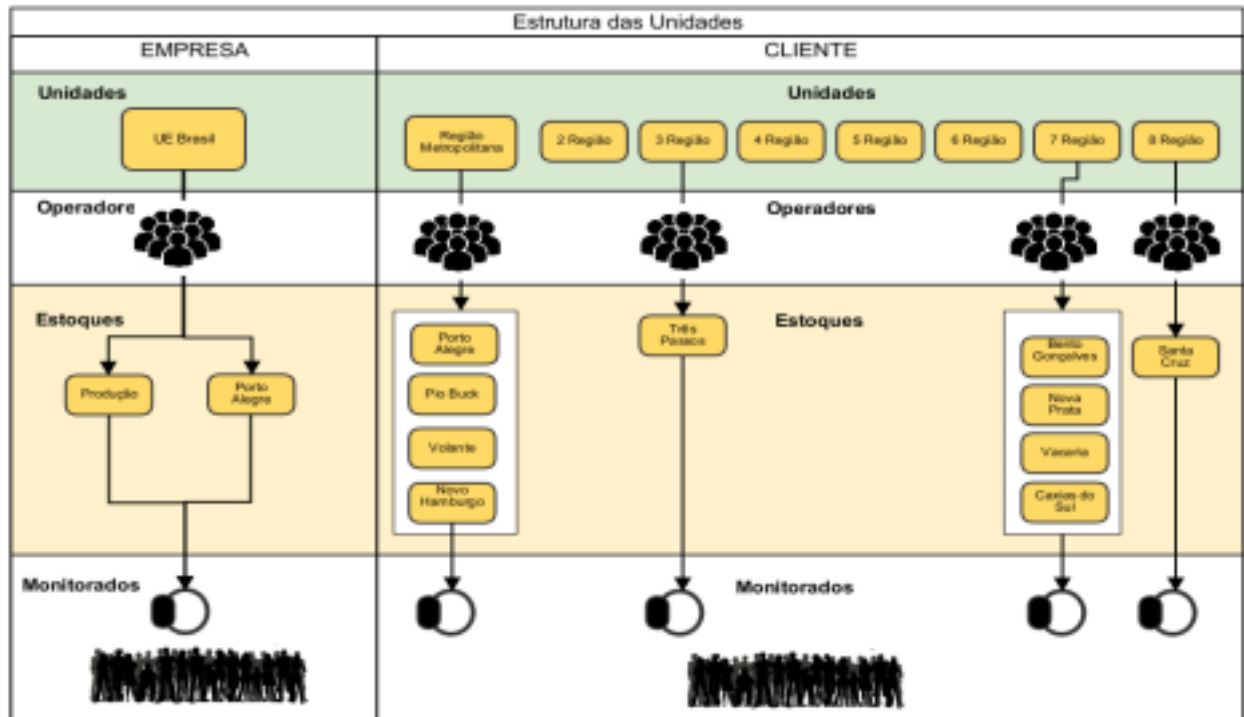 Estrutura das Unidades
EMPRESA
CLIENTE
Unidades
Unidades
UE Brasil
Região
Metropolitana
2 Região
3 Região
4 Região
5 Região
6 Região
7 Região
8 Região
Operadore
Operadores
Estoques
Estoques
Produção
Porto
Alegre
Porto
Alegre
Pio Buck
Volante
Novo
Hamburgo
Três
Passos
Bento
Gonçalves
Nova
Prata
Vacaria
Caxias do
Sul
Santa
Cruz
Monitorados
Monitorados